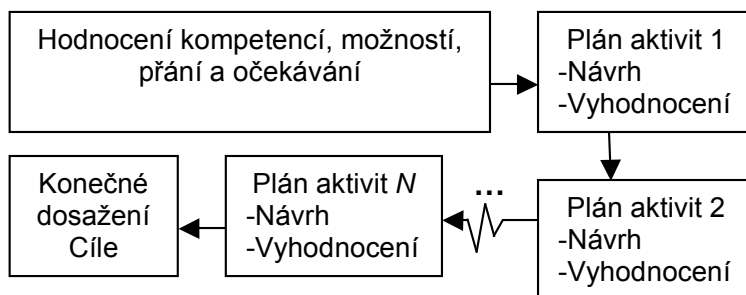 Hodnocení kompetencí, možností,
přání a očekávání
Plán aktivit 1
-Návrh
-Vyhodnocení
Plán aktivit 2
-Návrh
-Vyhodnocení
...
Plán aktivit N
-Návrh
-Vyhodnocení
Konečné
dosažení
Cíle